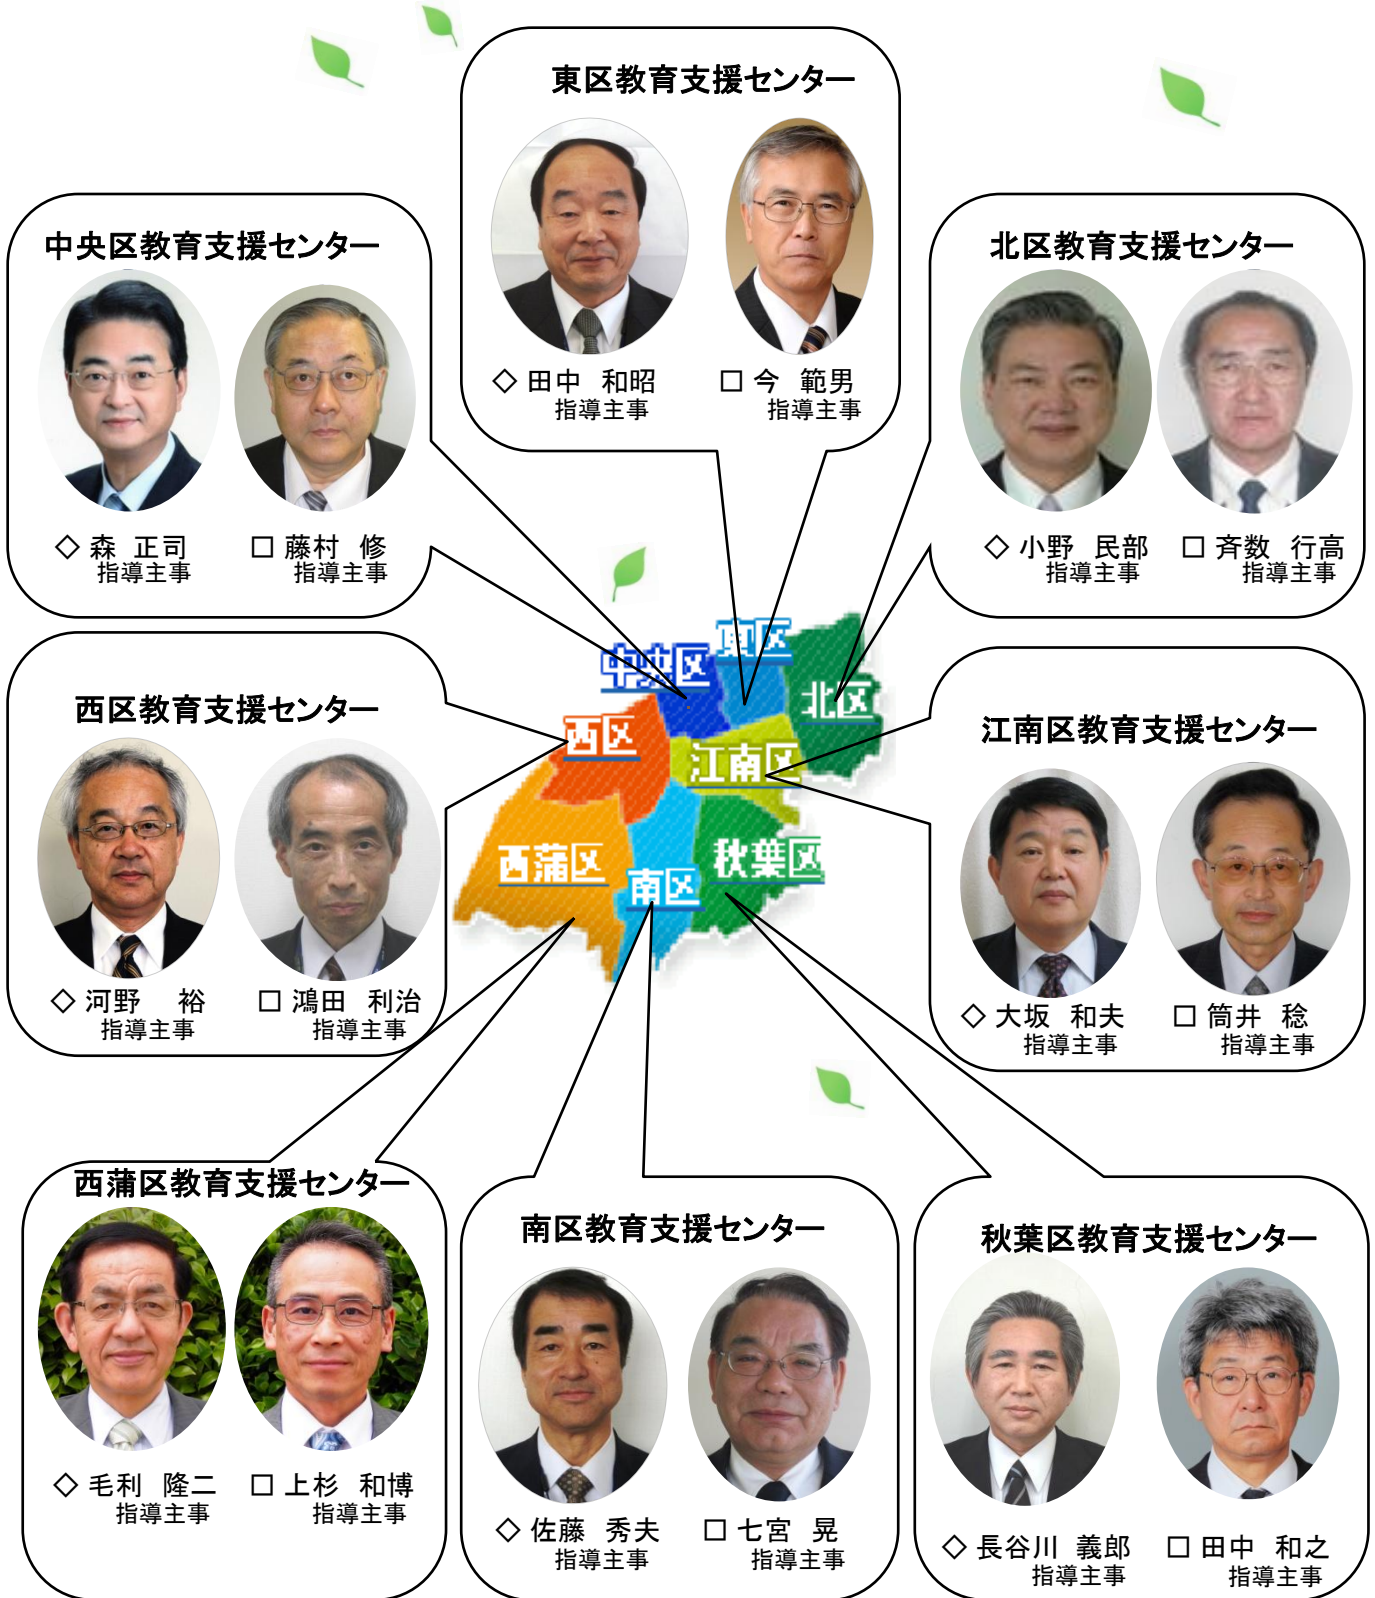 東区教育支援センター
◇ 田中 和昭
指導主事
□ 今 範男
指導主事
中央区教育支援センター
◇ 森 正司
指導主事
□ 藤村 修
指導主事
北区教育支援センター
◇ 小野 民部
指導主事
□ 斉数 行高
指導主事
東区
中央区
北区
西区
江南区
西蒲区
南区
秋葉区
西区教育支援センター
◇ 河野 裕
指導主事
□ 鴻田 利治
指導主事
江南区教育支援センター
◇ 大坂 和夫
指導主事
□ 筒井 稔
指導主事
西蒲区教育支援センター
◇ 毛利 隆二
指導主事
□ 上杉 和博
指導主事
南区教育支援センター
◇ 佐藤 秀夫
指導主事
□ 七宮 晃
指導主事
秋葉区教育支援センター
◇ 長谷川 義郎
指導主事
□ 田中 和之
指導主事